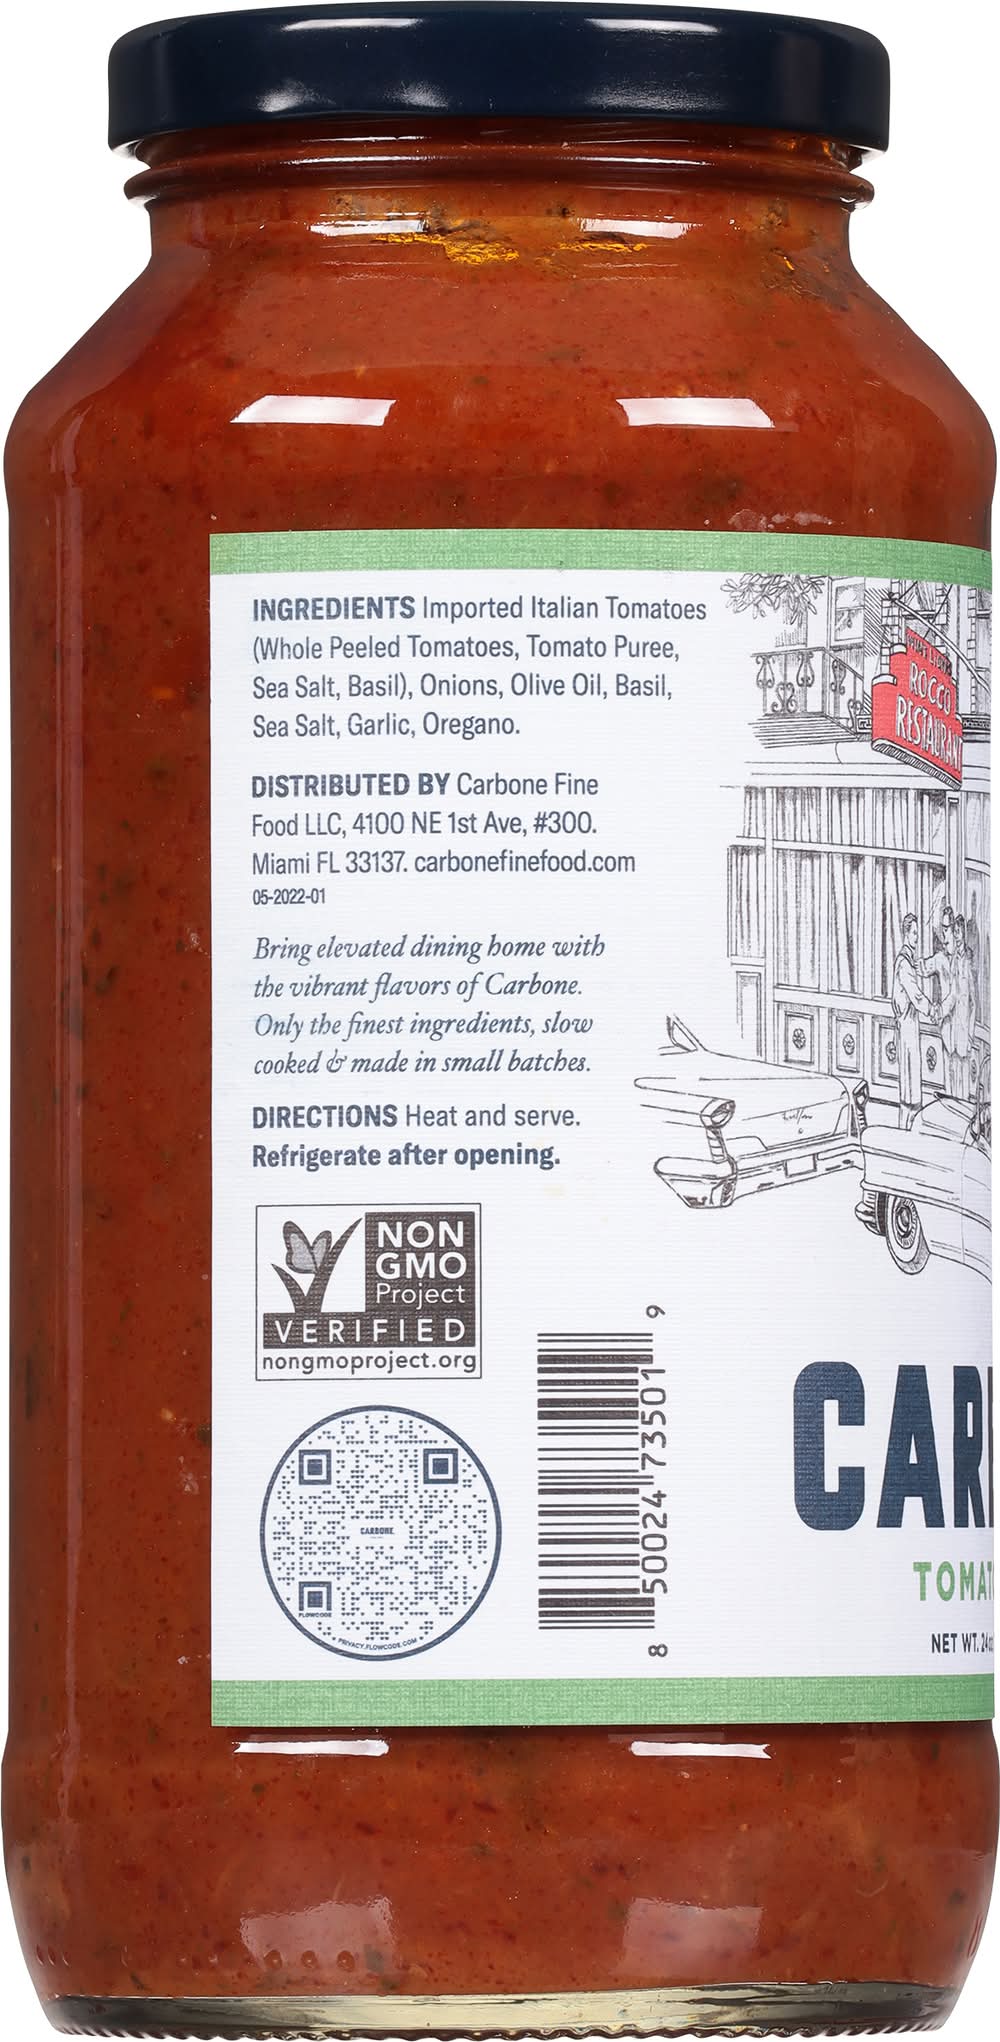 INGREDIENTS Imported Italian Tomatoes
(Whole Peeled Tomatoes, Tomato Puree,
Sea Salt, Basil), Onions, Olive Oil, Basil,
Sea Salt, Garlic, Oregano.
DISTRIBUTED BY Carbone Fine
Food LLC, 4100 NE 1st Ave, #300.
Miami FL 33137. carbonefinefood.com
05-2022-01
Bring elevated dining home with
the vibrant flavors of Carbone.
Only the finest ingredients, slow
cooked & made in small batches.
DIRECTIONS Heat and serve.
Refrigerate after opening.
NON
GMO
Project
VERIFIED
nongmoproject.org
CARBONE
FLOWCODE
PRIVACY.FLOWCODE.COM
8 50024 73501 9
ROCCO
RESTAURANT
CAR
TOMAT
NET WT. 24